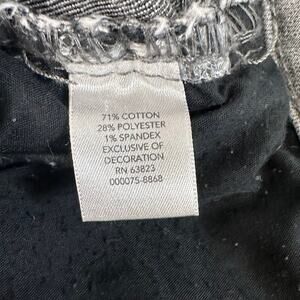 71% COTTON
28% POLYESTER
1% SPANDEX
EXCLUSIVE OF
DECORATION
RN 63823
000075-8868